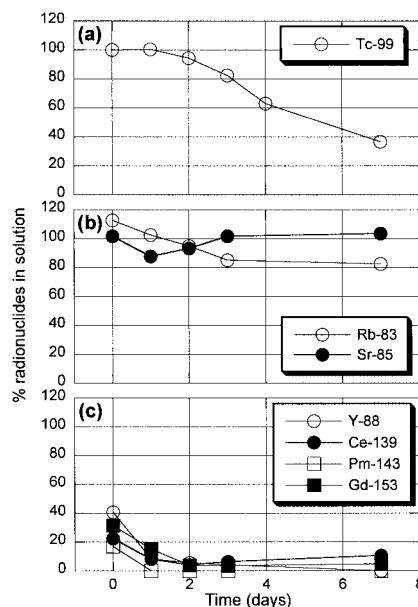 (a)
Tc-99
100
80
60
40
20
0
% radionuclides in solution
(b)
120
100
80
60
40
20
0
Rb-83
Sr-85
(c)
120
100
80
60
40
20
0
Y-88
Ce-139
Pm-143
Gd-153
0 2 4 6 8
Time (days)